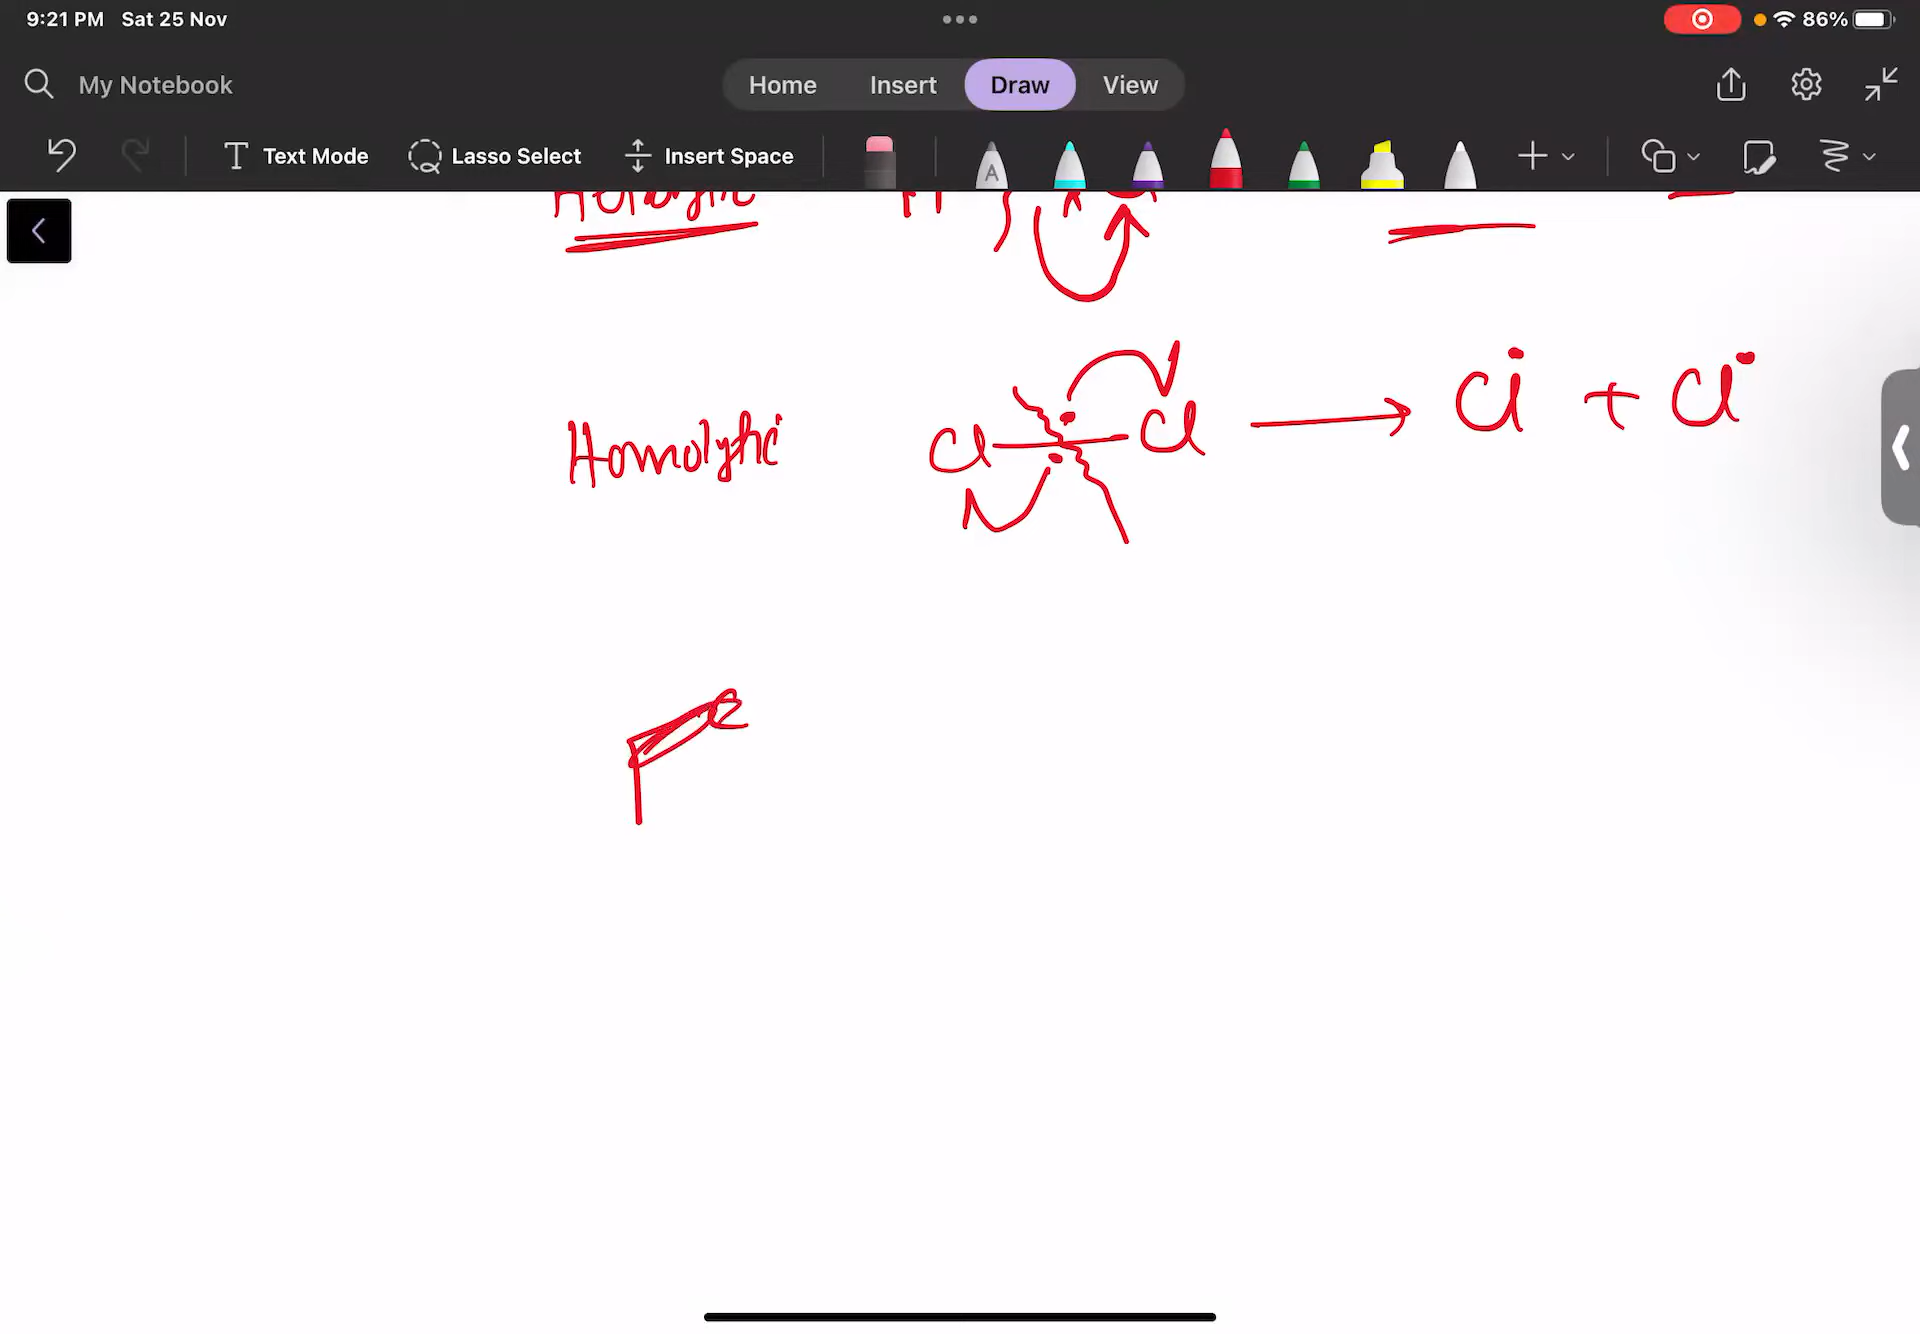 9:21 PM Sat 25 Nov
86%
My Notebook
Home Insert Draw View
Text Mode Lasso Select Insert Space A
Homolytic Cl Cl → Cl + Cl